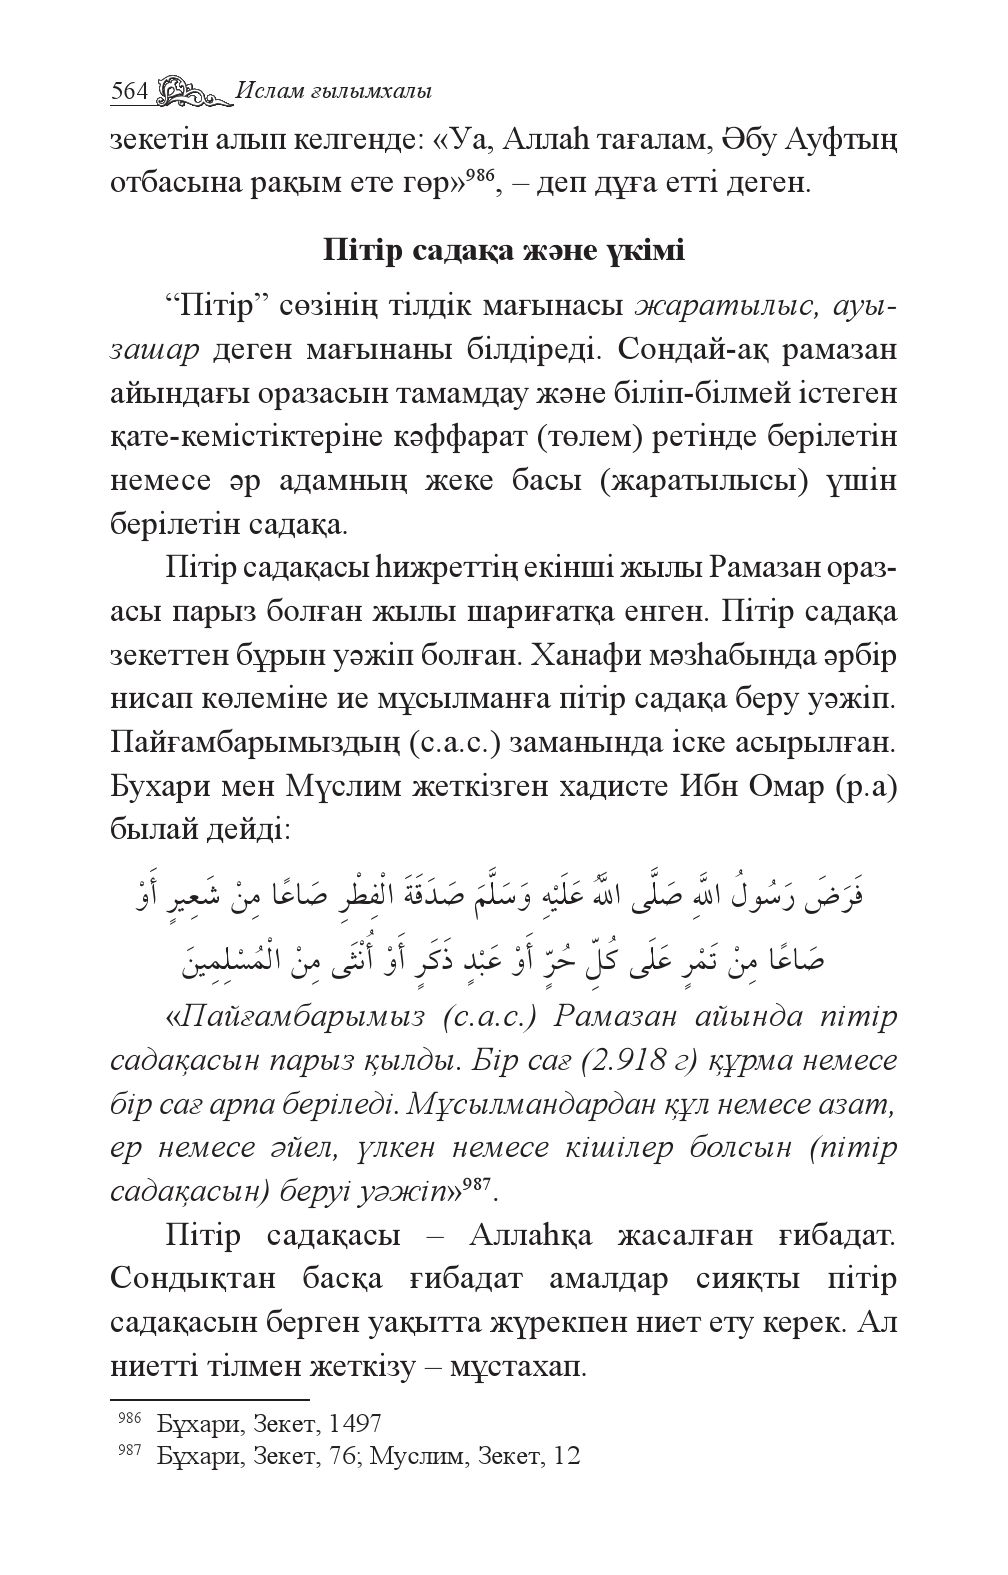 564 Ислам ғылымхалы
зекетін алып келгенде: «Уа, Аллаһ тағалам, Әбу Ауфтың
отбасына рақым ете гөр»986, – деп дұға етті деген.
Пітір садақа және үкімі
“Пітір” сөзінің тілдік мағынасы жаратылыс, ауы-
зашар деген мағынаны білдіреді. Сондай-ақ рамазан
айындағы оразасын тамамдау және біліп-білмей істеген
қате-кемістіктеріне кәффарат (төлем) ретінде берілетін
немесе әр адамның жеке басы (жаратылысы) үшін
берілетін садақа.
Пітір садақасы һижреттің екінші жылы Рамазан ораз-
асы парыз болған жылы шариғатқа енген. Пітір садақа
зекеттен бұрын уәжіп болған. Ханафи мәзһабында әрбір
нисап көлеміне ие мұсылманға пітір садақа беру уәжіп.
Пайғамбарымыздың (с.а.с.) заманында іске асырылған.
Бухари мен Мүслим жеткізген хадисте Ибн Омар (р.а)
былай дейді:
فَرَضَ رَسُولُ اللَّهِ صَلَّى اللَّهُ عَلَيْهِ وَسَلَّمَ صَدَقَةَ الْفِطْرِ صَاعًا مِنْ شَعِيرٍ أَوْ
صَاعًا مِنْ تَمْرٍ عَلَى كُلِّ حُرٍّ أَوْ عَبْدٍ ذَكَرٍ أَوْ أُنْثَى مِنْ الْمُسْلِمِينَ
«Пайғамбарымыз (с.а.с.) Рамазан айында пітір
садақасын парыз қылды. Бір сағ (2.918 г) құрма немесе
бір сағ арпа беріледі. Мұсылмандардан құл немесе азат,
ер немесе әйел, үлкен немесе кішілер болсын (пітір
садақасын) беруі уәжіп»987.
Пітір садақасы – Аллаһқа жасалған ғибадат.
Сондықтан басқа ғибадат амалдар сияқты пітір
садақасын берген уақытта жүрекпен ниет ету керек. Ал
ниетті тілмен жеткізу – мұстахап.
986 Бұхари, Зекет, 1497
987 Бұхари, Зекет, 76; Муслим, Зекет, 12